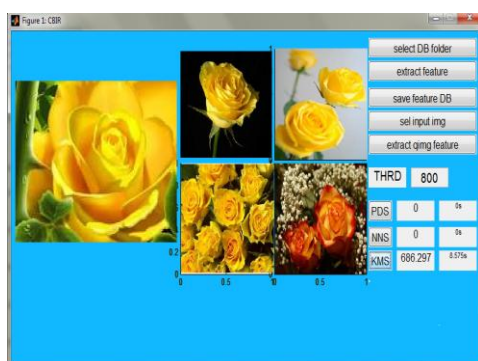 Figure 1: CBIR
select DB folder
extract feature
save feature DB
sel input img
extract qimg feature
THRD 800
PDS 0 0s
NNS 0 0s
KMS 686.297 8.575s
0.2
0
0 0.5 10 0.5 1